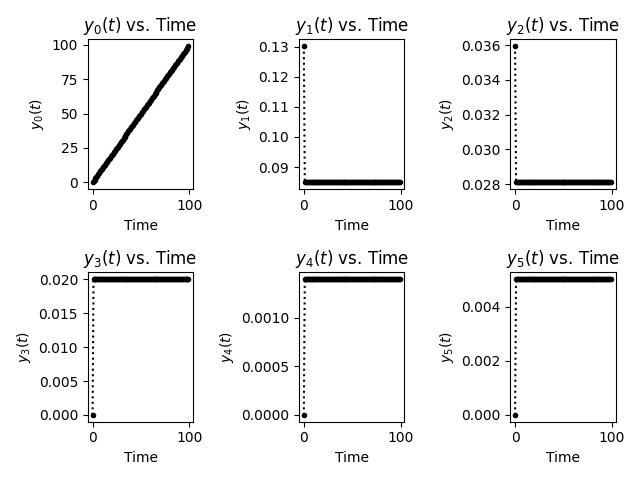 y₀(t) vs. Time
y₁(t) vs. Time
y₂(t) vs. Time
y₀(t)
100
75
50
25
0
0
100
Time
y₁(t)
0.13
0.12
0.11
0.10
0.09
0
100
Time
y₂(t)
0.036
0.034
0.032
0.030
0.028
0
100
Time
y₃(t) vs. Time
y₄(t) vs. Time
y₅(t) vs. Time
y₃(t)
0.020
0.015
0.010
0.005
0.000
0
100
Time
y₄(t)
0.0010
0.0005
0.0000
0
100
Time
y₅(t)
0.004
0.002
0.000
0
100
Time